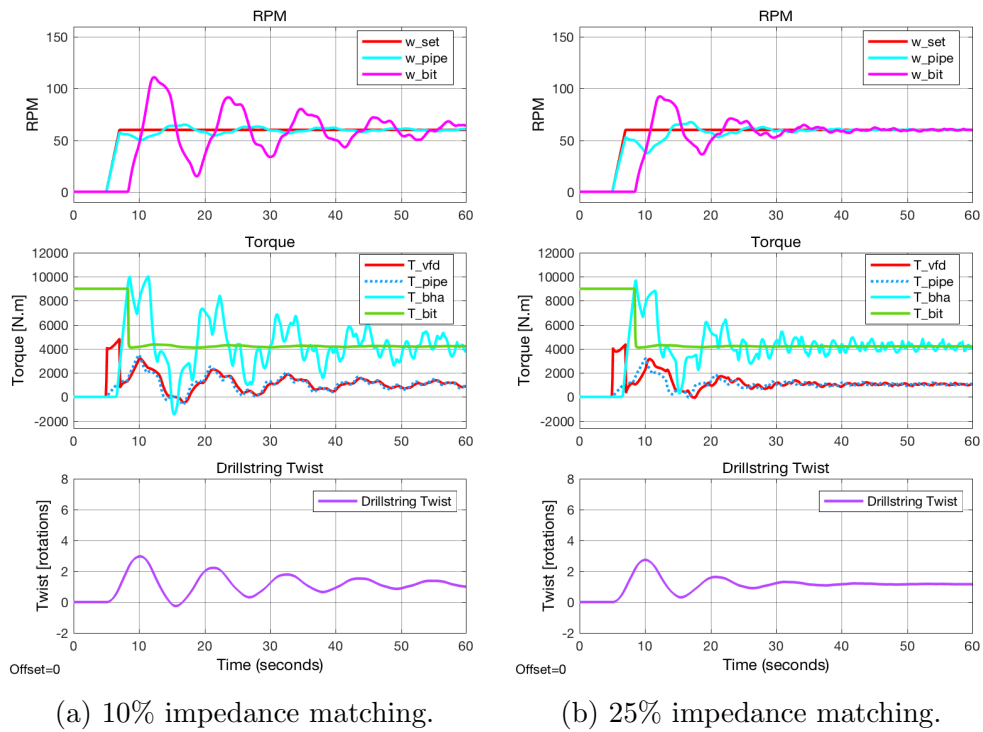 RPM
150
100
50
0
RPM
w_set
w_pipe
w_bit
0
10
20
30
40
50
60
Torque
12000
10000
8000
6000
4000
2000
0
-2000
Torque [N.m]
T_vfd
T_pipe
T_bha
T_bit
0
10
20
30
40
50
60
Drillstring Twist
8
6
4
2
0
-2
Twist [rotations]
Drillstring Twist
0
10
20
30
40
50
60
Time (seconds)
Offset=0
(a) 10% impedance matching.
RPM
150
100
50
0
RPM
w_set
w_pipe
w_bit
0
10
20
30
40
50
60
Torque
12000
10000
8000
6000
4000
2000
0
-2000
Torque [N.m]
T_vfd
T_pipe
T_bha
T_bit
0
10
20
30
40
50
60
Drillstring Twist
8
6
4
2
0
-2
Twist [rotations]
Drillstring Twist
0
10
20
30
40
50
60
Time (seconds)
Offset=0
(b) 25% impedance matching.